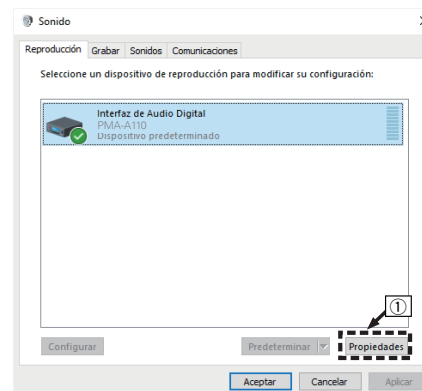 Sonido
Reproducción Grabar Sonidos Comunicaciones
Seleccione un dispositivo de reproducción para modificar su configuración:
Interfaz de Audio Digital
PMA-A110
Dispositivo predeterminado
①
Configurar Predeterminar Propiedades
Aceptar Cancelar Aplicar